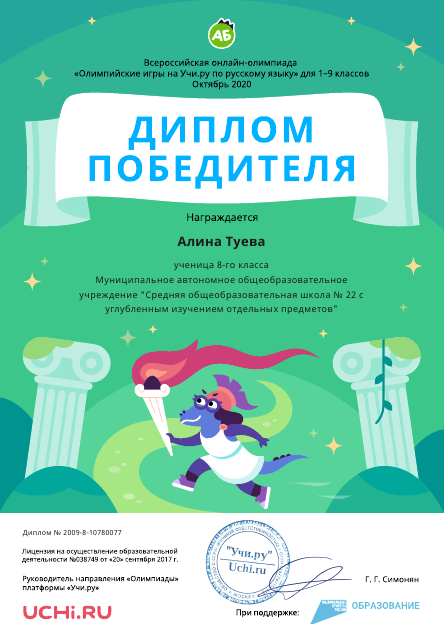 АБ
Всероссийская онлайн-олимпиада
«Олимпийские игры на Учи.ру по русскому языку» для 1–9 классов
Октябрь 2020
ДИПЛОМ
ПОБЕДИТЕЛЯ
Награждается
Алина Туева
ученица 8-го класса
Муниципальное автономное общеобразовательное
учреждение "Средняя общеобразовательная школа № 22 с
углубленным изучением отдельных предметов"
Диплом № 2009-8-10780077
Лицензия на осуществление образовательной
деятельности №038749 от «20» сентября 2017 г.
Руководитель направления «Олимпиады»
платформы «Учи.ру»
"Учи.ру"
Uchi.ru
Г. Г. Симонян
UCHi.RU
При поддержке:
ОБРАЗОВАНИЕ